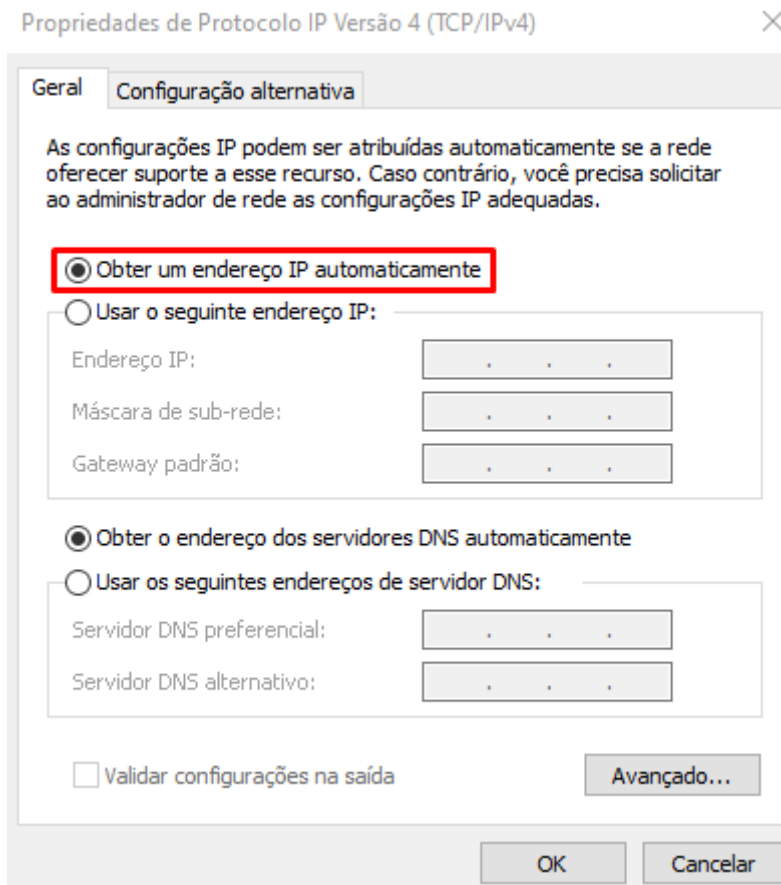 Propriedades de Protocolo IP Versão 4 (TCP/IPv4)
Geral
Configuração alternativa
As configurações IP podem ser atribuídas automaticamente se a rede
oferecer suporte a esse recurso. Caso contrário, você precisa solicitar
ao administrador de rede as configurações IP adequadas.
Obter um endereço IP automaticamente
Usar o seguinte endereço IP:
Endereço IP:
Máscara de sub-rede:
Gateway padrão:
Obter o endereço dos servidores DNS automaticamente
Usar os seguintes endereços de servidor DNS:
Servidor DNS preferencial:
Servidor DNS alternativo:
Validar configurações na saída
Avançado...
OK
Cancelar